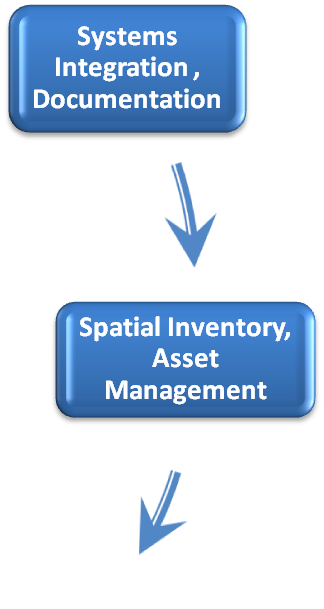 Systems
Integration ,
Documentation
Spatial Inventory,
Asset
Management